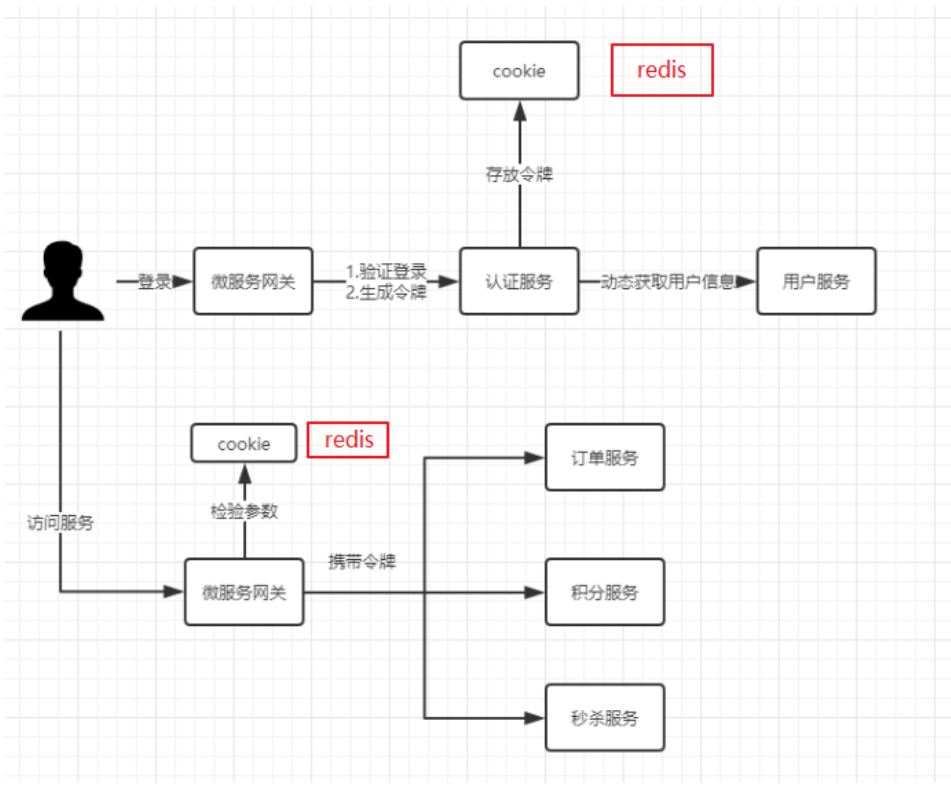 cookie
redis
存放令牌
登录
微服务网关
1.验证登录
2.生成令牌
认证服务
动态获取用户信息
用户服务
cookie
redis
订单服务
检验参数
访问服务
携带令牌
微服务网关
积分服务
秒杀服务